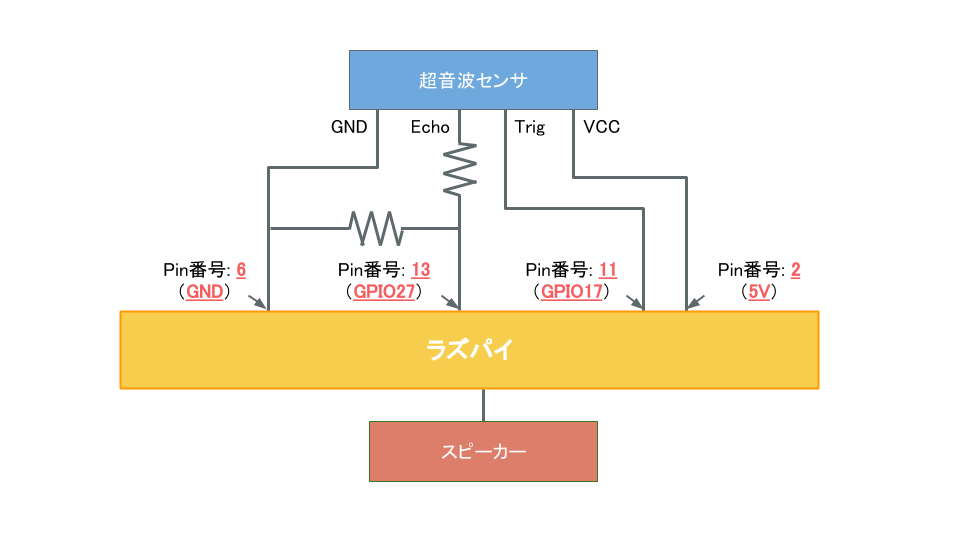 超音波センサ
GND
Echo
Trig
VCC
Pin番号: 6
（GND）
Pin番号: 13
（GPIO27）
Pin番号: 11
（GPIO17）
Pin番号: 2
（5V）
ラズパイ
スピーカー